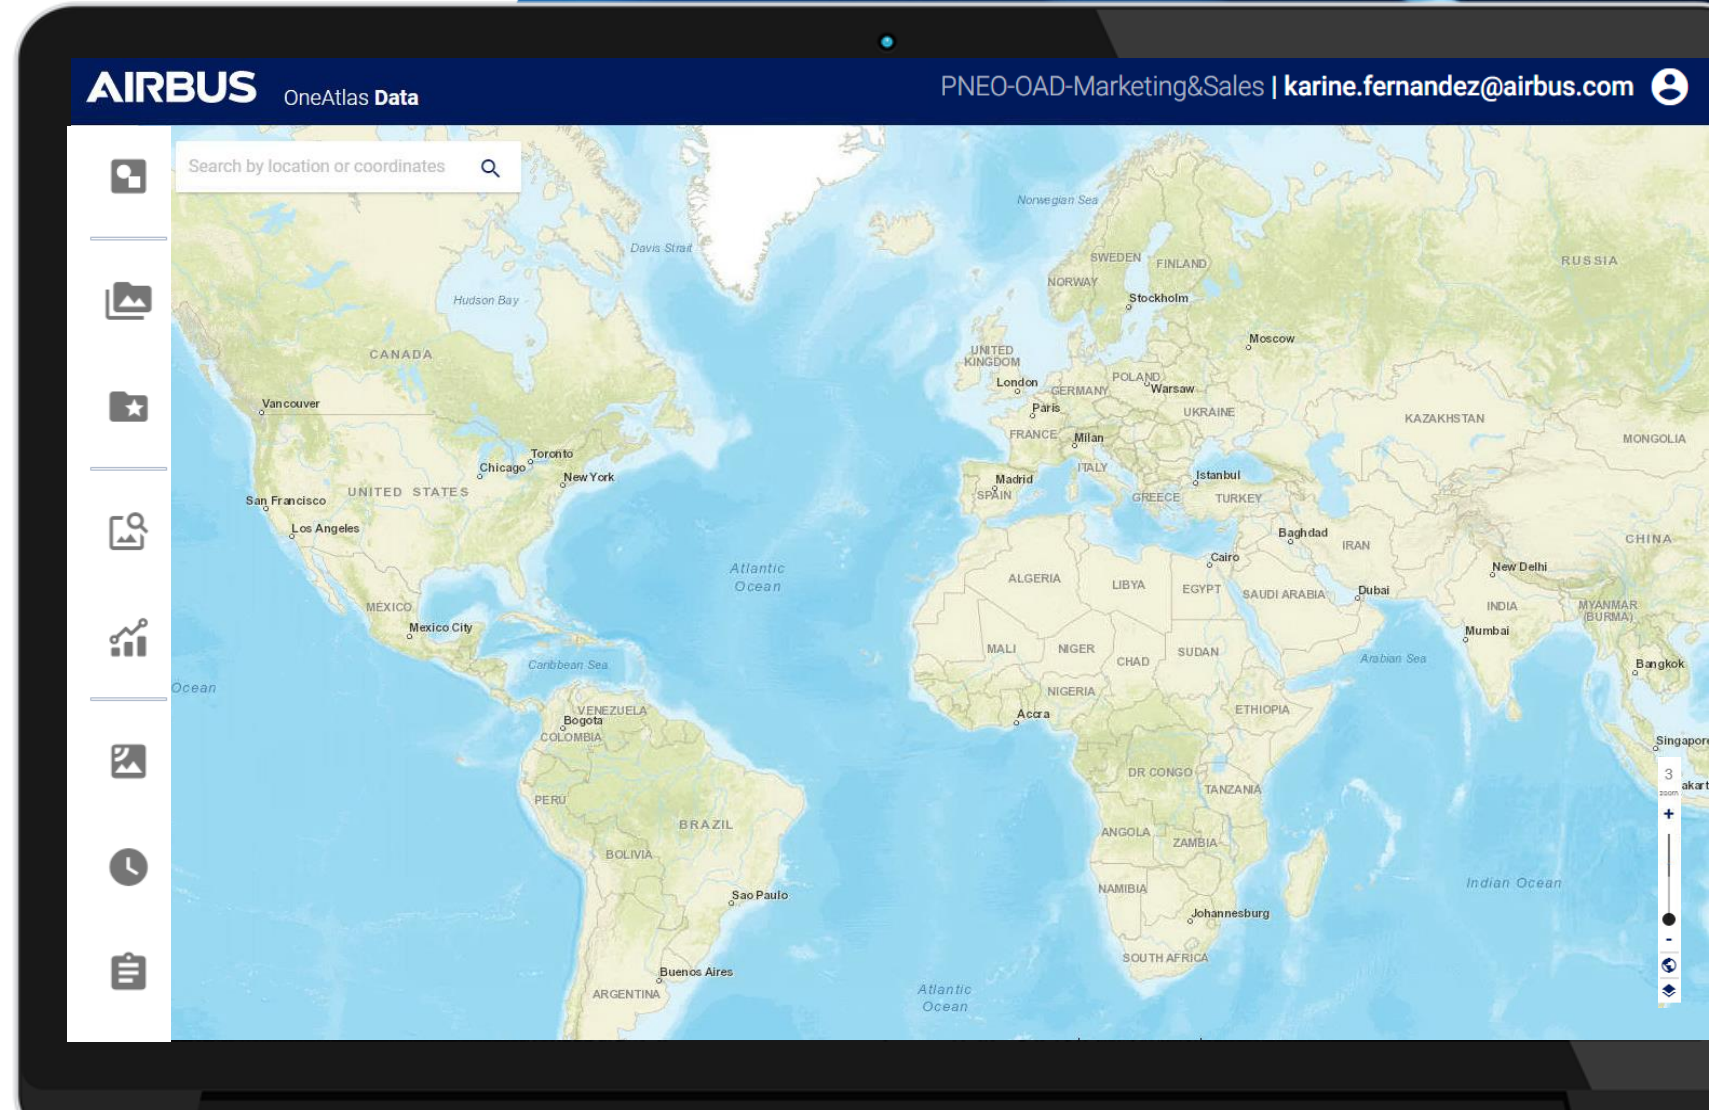 AIRBUS OneAtlas Data
PNEO-OAD-Marketing&Sales | karine.fernandez@airbus.com
Search by location or coordinates
Norwegian Sea
Davis Strait
SWEDEN
FINLAND
RUSSIA
NORWAY
Hudson Bay
Stockholm
Moscow
CANADA
UNITED
KINGDOM
London
GERMANY
POLAND
Warsaw
Vancouver
Paris
UKRAINE
KAZAKHSTAN
FRANCE
Milan
MONGOLIA
Toronto
Chicago
ITALY
New York
Madrid
Istanbul
SPAIN
GREECE
TURKEY
UNITED STATES
San Francisco
Los Angeles
Baghdad
IRAN
CHINA
Cairo
Atlantic
Ocean
New Delhi
ALGERIA
LIBYA
EGYPT
SAUDI ARABIA
Dubai
MÉXICO
INDIA
MYANMAR
(BURMA)
Mexico City
Mumbai
MALI
NIGER
CHAD
SUDAN
Caribbean Sea
Arabian Sea
Bangkok
Ocean
NIGERIA
VENEZUELA
Bogota
COLOMBIA
Accra
ETHIOPIA
Singapore
DR CONGO
3
zoom
akart
TANZANIA
PERU
+
BRAZIL
ANGOLA
ZAMBIA
BOLIVIA
Indian Ocean
NAMIBIA
Sao Paulo
Johannesburg
-
SOUTH AFRICA
Buenos Aires
ARGENTINA
Atlantic
Ocean